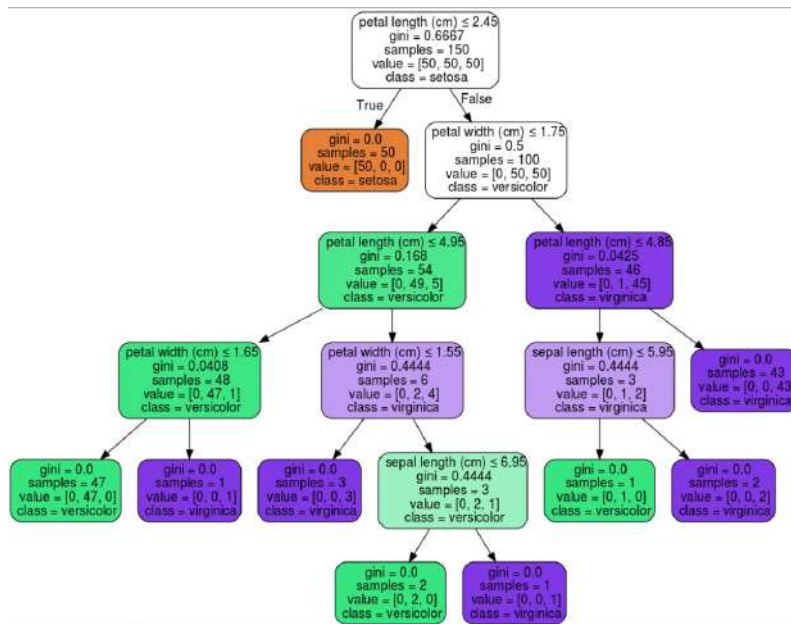 petal length (cm) ≤ 2.45
gini = 0.6667
samples = 150
value = [50, 50, 50]
class = setosa
True
False
gini = 0.0
samples = 50
value = [50, 0, 0]
class = setosa
petal width (cm) ≤ 1.75
gini = 0.5
samples = 100
value = [0, 50, 50]
class = versicolor
petal length (cm) ≤ 4.95
gini = 0.168
samples = 54
value = [0, 49, 5]
class = versicolor
petal length (cm) ≤ 4.85
gini = 0.0425
samples = 46
value = [0, 1, 45]
class = virginica
petal width (cm) ≤ 1.65
gini = 0.0408
samples = 48
value = [0, 47, 1]
class = versicolor
petal width (cm) ≤ 1.55
gini = 0.4444
samples = 6
value = [0, 2, 4]
class = virginica
sepal length (cm) ≤ 5.95
gini = 0.4444
samples = 3
value = [0, 1, 2]
class = virginica
gini = 0.0
samples = 43
value = [0, 0, 43]
class = virginica
gini = 0.0
samples = 47
value = [0, 47, 0]
class = versicolor
gini = 0.0
samples = 1
value = [0, 0, 1]
class = virginica
gini = 0.0
samples = 3
value = [0, 0, 3]
class = virginica
sepal length (cm) ≤ 6.95
gini = 0.4444
samples = 3
value = [0, 2, 1]
class = versicolor
gini = 0.0
samples = 1
value = [0, 1, 0]
class = versicolor
gini = 0.0
samples = 2
value = [0, 0, 2]
class = virginica
gini = 0.0
samples = 2
value = [0, 2, 0]
class = versicolor
gini = 0.0
samples = 1
value = [0, 0, 1]
class = virginica